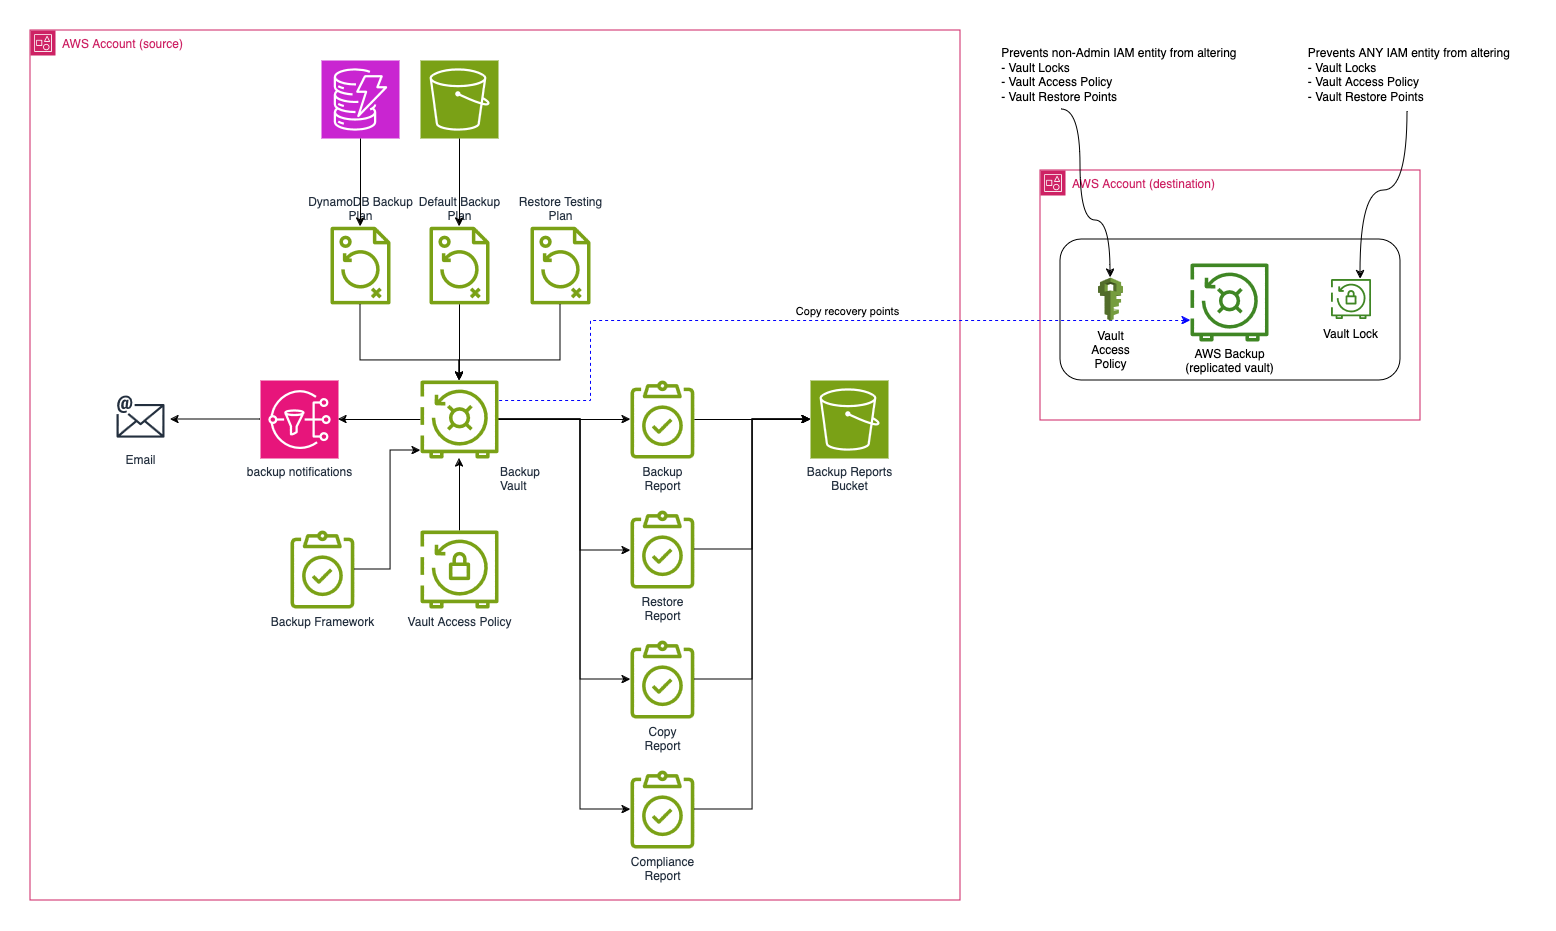 AWS Account (source)
Prevents non-Admin IAM entity from altering
- Vault Locks
- Vault Access Policy
- Vault Restore Points
Prevents ANY IAM entity from altering
- Vault Locks
- Vault Access Policy
- Vault Restore Points
AWS Account (destination)
DynamoDB Backup
Plan
Default Backup
Plan
Restore Testing
Plan
Copy recovery points
Vault
Access
Policy
AWS Backup
(replicated vault)
Vault Lock
@
Email
backup notifications
Backup
Vault
Backup
Report
Backup Reports
Bucket
Backup Framework
Vault Access Policy
Restore
Report
Copy
Report
Compliance
Report